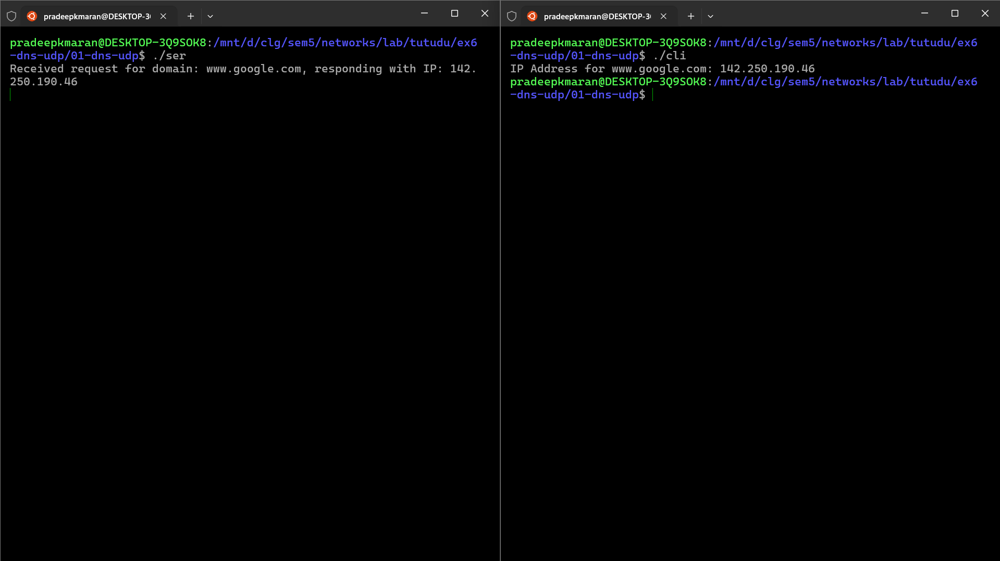 pradeepkmaran@DESKTOP-3
pradeepkmaran@DESKTOP-3Q9SOK8:/mnt/d/clg/sem5/networks/lab/tutudu/ex6
-dns-udp/01-dns-udp$ ./ser
Received request for domain: www.google.com, responding with IP: 142.
250.190.46
pradeepkmaran@DESKTOP-3
pradeepkmaran@DESKTOP-3Q9SOK8:/mnt/d/clg/sem5/networks/lab/tutudu/ex6
-dns-udp/01-dns-udp$ ./cli
IP Address for www.google.com: 142.250.190.46
pradeepkmaran@DESKTOP-3Q9SOK8:/mnt/d/clg/sem5/networks/lab/tutudu/ex6
-dns-udp/01-dns-udp$